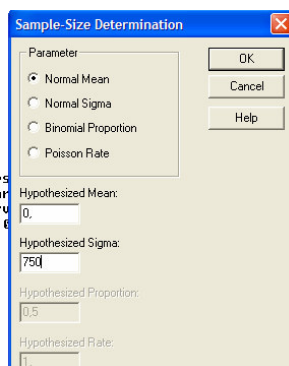 Sample-Size Determination
Parameter
Normal Mean
Normal Sigma
Binomial Proportion
Poisson Rate
OK
Cancel
Help
Hypothesized Mean:
0,
Hypothesized Sigma:
750
Hypothesized Proportion:
0,5
Hypothesized Rate:
1,